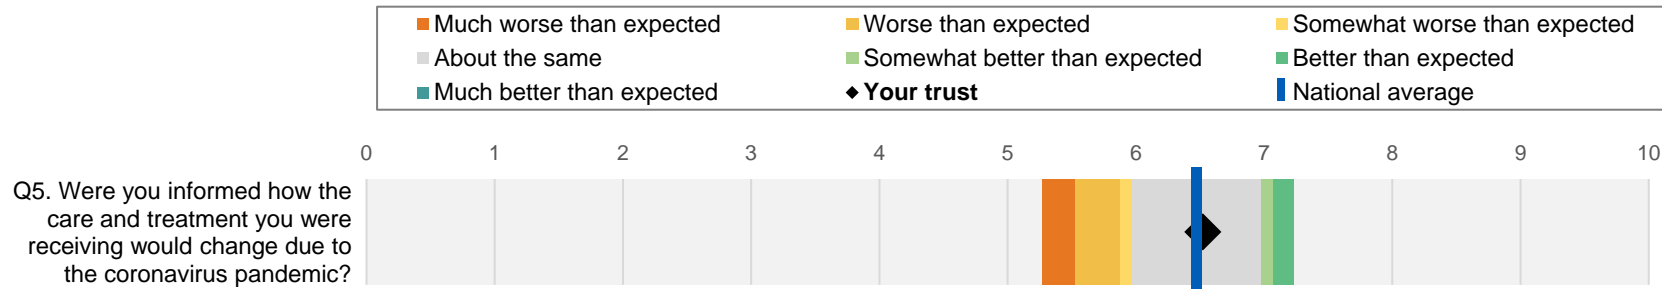 Much worse than expected Worse than expected Somewhat worse than expected
About the same Somewhat better than expected Better than expected
Much better than expected Your trust National average
0 1 2 3 4 5 6 7 8 9 10
Q5. Were you informed how the
care and treatment you were
receiving would change due to
the coronavirus pandemic?